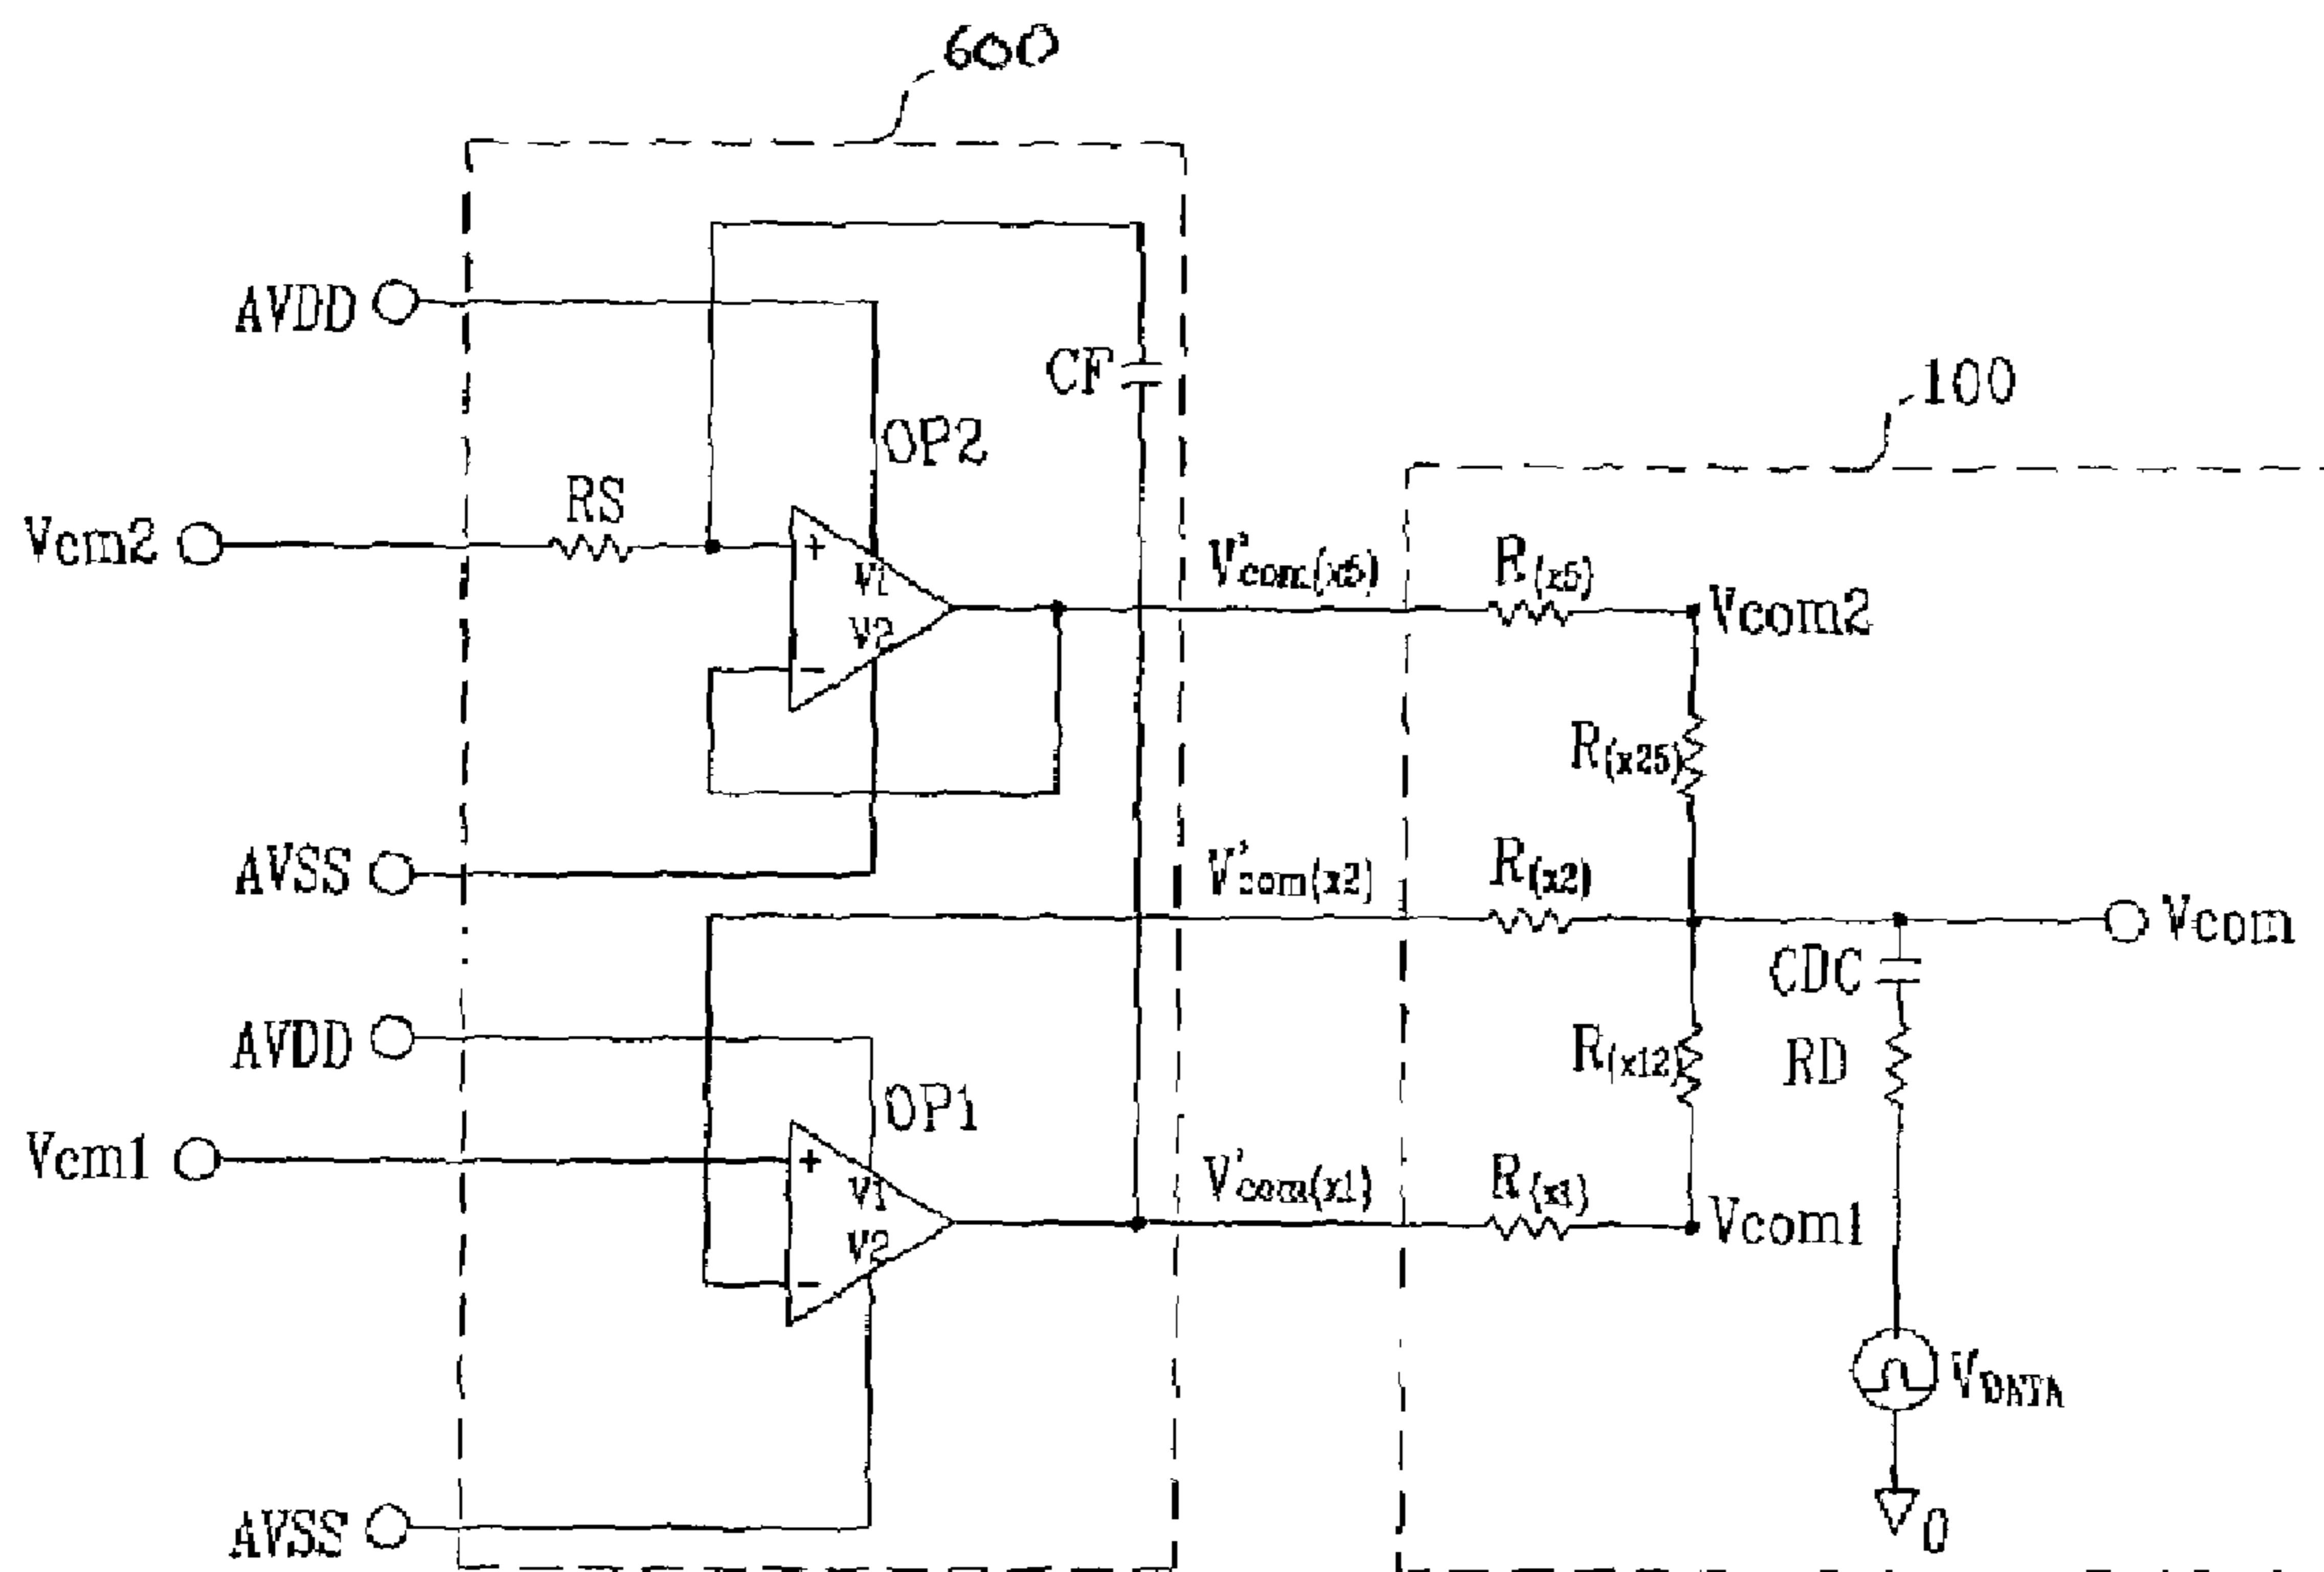 600
AVDD
CF
100
OP2
RS
Vcm2
+
V1
V2
−
V'com(x5)
R(x5)
Vcom2
R(x25)
AVSS
V'com(x2)
R(x2)
Vcom
CDC
AVDD
R(x12)
RD
OP1
Vcm1
+
V1
V2
−
V'com(x1)
R(x1)
Vcom1
VDATA
AVSS
0